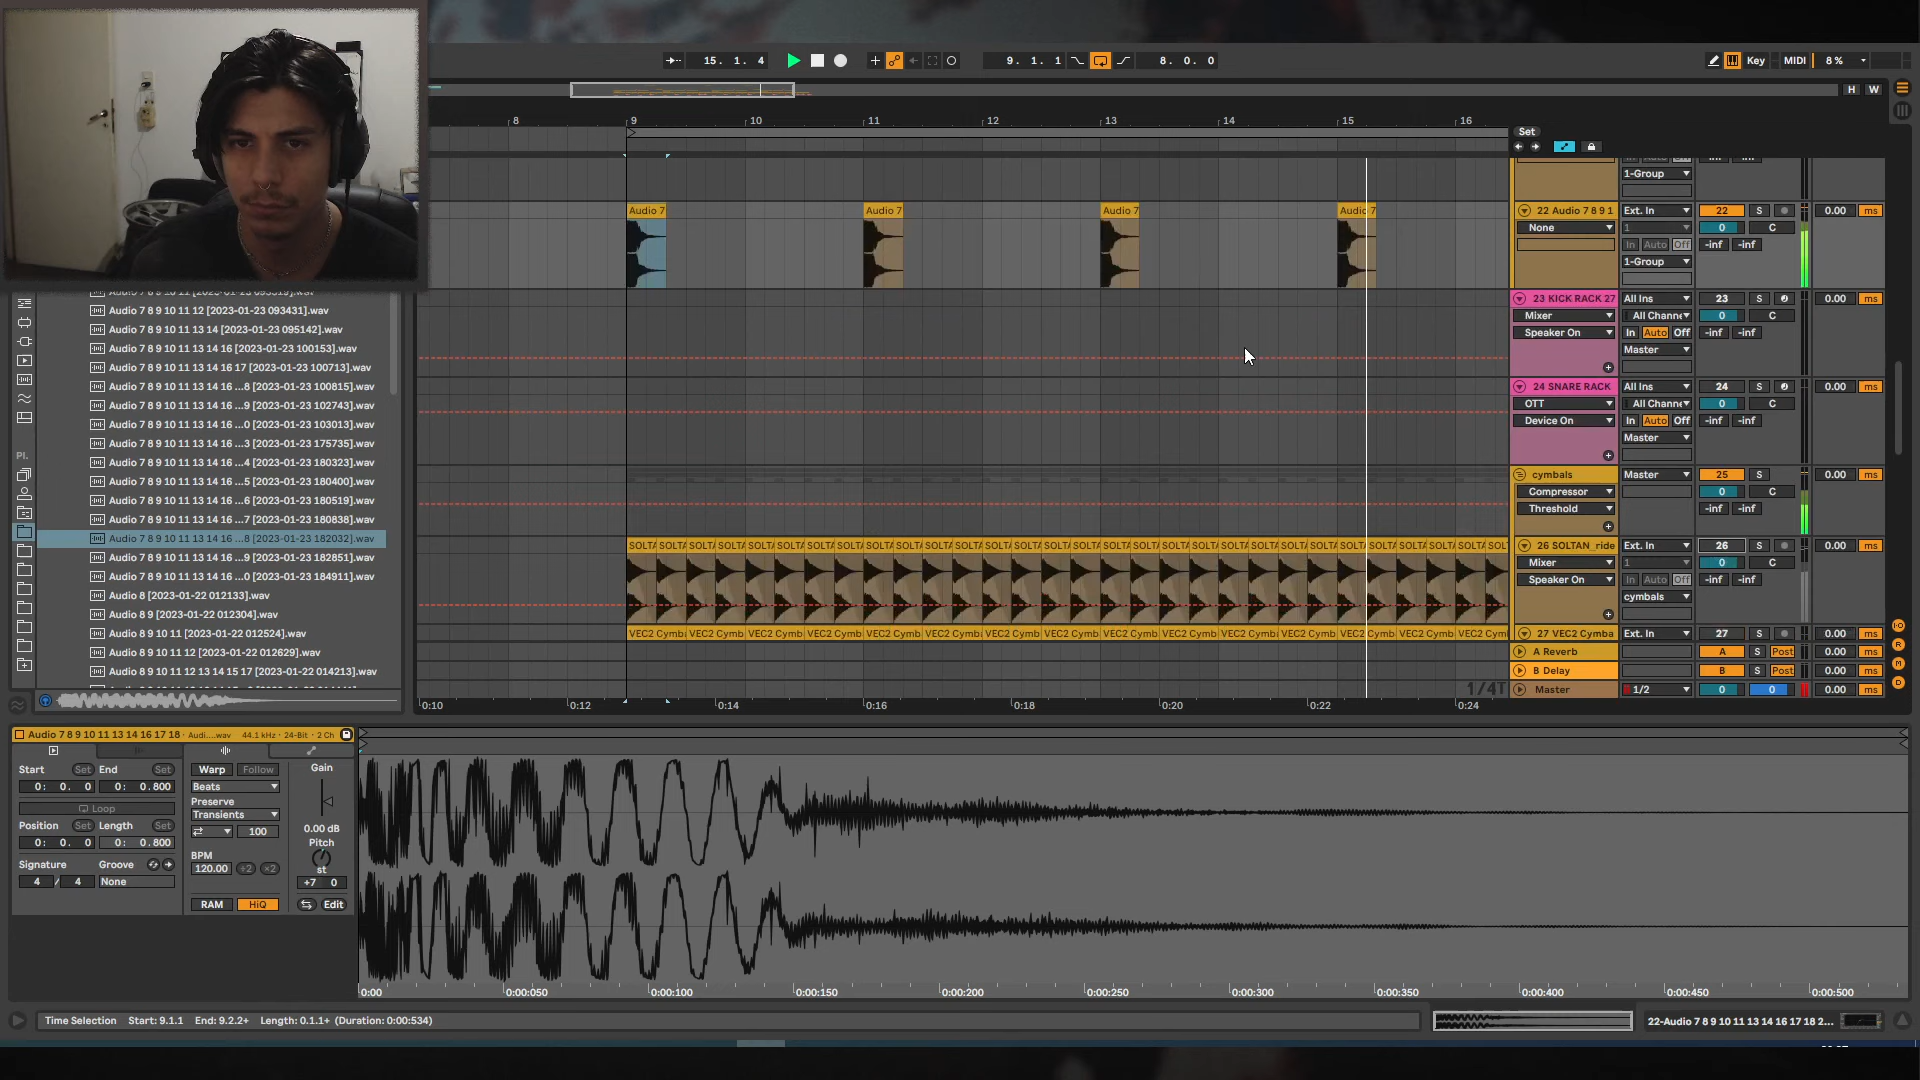 15. 1. 4
9. 1. 1
8. 0. 0
Key
MIDI
8 %
H
W
8
9
10
11
12
13
14
15
16
Set
1-Group
Audio 7
Audio 7
Audio 7
Audio 7
22 Audio 7 8 9 1
Ext. In
22
S
0.00
ms
None
1
0
C
In
Auto
Off
-inf
-inf
1-Group
23 KICK RACK 27
All Ins
23
S
0.00
ms
Mixer
All Channe
0
C
Speaker On
In
Auto
Off
-inf
-inf
Master
24 SNARE RACK
All Ins
24
S
0.00
ms
OTT
All Channe
0
C
Device On
In
Auto
Off
-inf
-inf
Master
cymbals
Master
25
S
0.00
ms
Compressor
0
C
Threshold
-inf
-inf
26 SOLTAN_ride
Ext. In
26
S
0.00
ms
Mixer
1
0
C
Speaker On
In
Auto
Off
-inf
-inf
cymbals
27 VEC2 Cymba
Ext. In
27
S
0.00
ms
A Reverb
A
S
Post
0.00
ms
B Delay
B
S
Post
0.00
ms
Master
1/2
0
0
0.00
ms
1/4T
0:10
0:12
0:14
0:16
0:18
0:20
0:22
0:24
Audio 7 8 9 10 11 12 [2023-01-23 093431].wav
Audio 7 8 9 10 11 13 14 [2023-01-23 095142].wav
Audio 7 8 9 10 11 13 14 16 [2023-01-23 100153].wav
Audio 7 8 9 10 11 13 14 16 17 [2023-01-23 100713].wav
Audio 7 8 9 10 11 13 14 16 ...8 [2023-01-23 100815].wav
Audio 7 8 9 10 11 13 14 16 ...9 [2023-01-23 102743].wav
Audio 7 8 9 10 11 13 14 16 ...0 [2023-01-23 103013].wav
Audio 7 8 9 10 11 13 14 16 ...3 [2023-01-23 175735].wav
Pl.
Audio 7 8 9 10 11 13 14 16 ...4 [2023-01-23 180323].wav
Audio 7 8 9 10 11 13 14 16 ...5 [2023-01-23 180400].wav
Audio 7 8 9 10 11 13 14 16 ...6 [2023-01-23 180519].wav
Audio 7 8 9 10 11 13 14 16 ...7 [2023-01-23 180838].wav
Audio 7 8 9 10 11 13 14 16 ...8 [2023-01-23 182032].wav
Audio 7 8 9 10 11 13 14 16 ...9 [2023-01-23 182851].wav
Audio 7 8 9 10 11 13 14 16 ...0 [2023-01-23 184911].wav
Audio 8 [2023-01-22 012133].wav
Audio 8 9 [2023-01-22 012304].wav
Audio 8 9 10 11 [2023-01-22 012524].wav
Audio 8 9 10 11 12 [2023-01-22 012629].wav
Audio 8 9 10 11 12 13 14 15 17 [2023-01-22 014213].wav
Audio 7 8 9 10 11 13 14 16 17 18
Audi....wav
44.1 kHz · 24-Bit · 2 Ch
Start
Set
End
Set
0: 0. 0
0: 0.800
Loop
Position
Set
Length
Set
0: 0. 0
0: 0.800
Signature
Groove
4 / 4
None
Warp
Follow
Beats
Preserve
Transients
100
BPM
120.00
÷2
×2
RAM
HiQ
Gain
0.00 dB
Pitch
st
+7 0
Edit
0:00
0:00:050
0:00:100
0:00:150
0:00:200
0:00:250
0:00:300
0:00:350
0:00:400
0:00:450
0:00:500
Time Selection Start: 9.1.1 End: 9.2.2+ Length: 0.1.1+ (Duration: 0:00:534)
22-Audio 7 8 9 10 11 13 14 16 17 18 2...